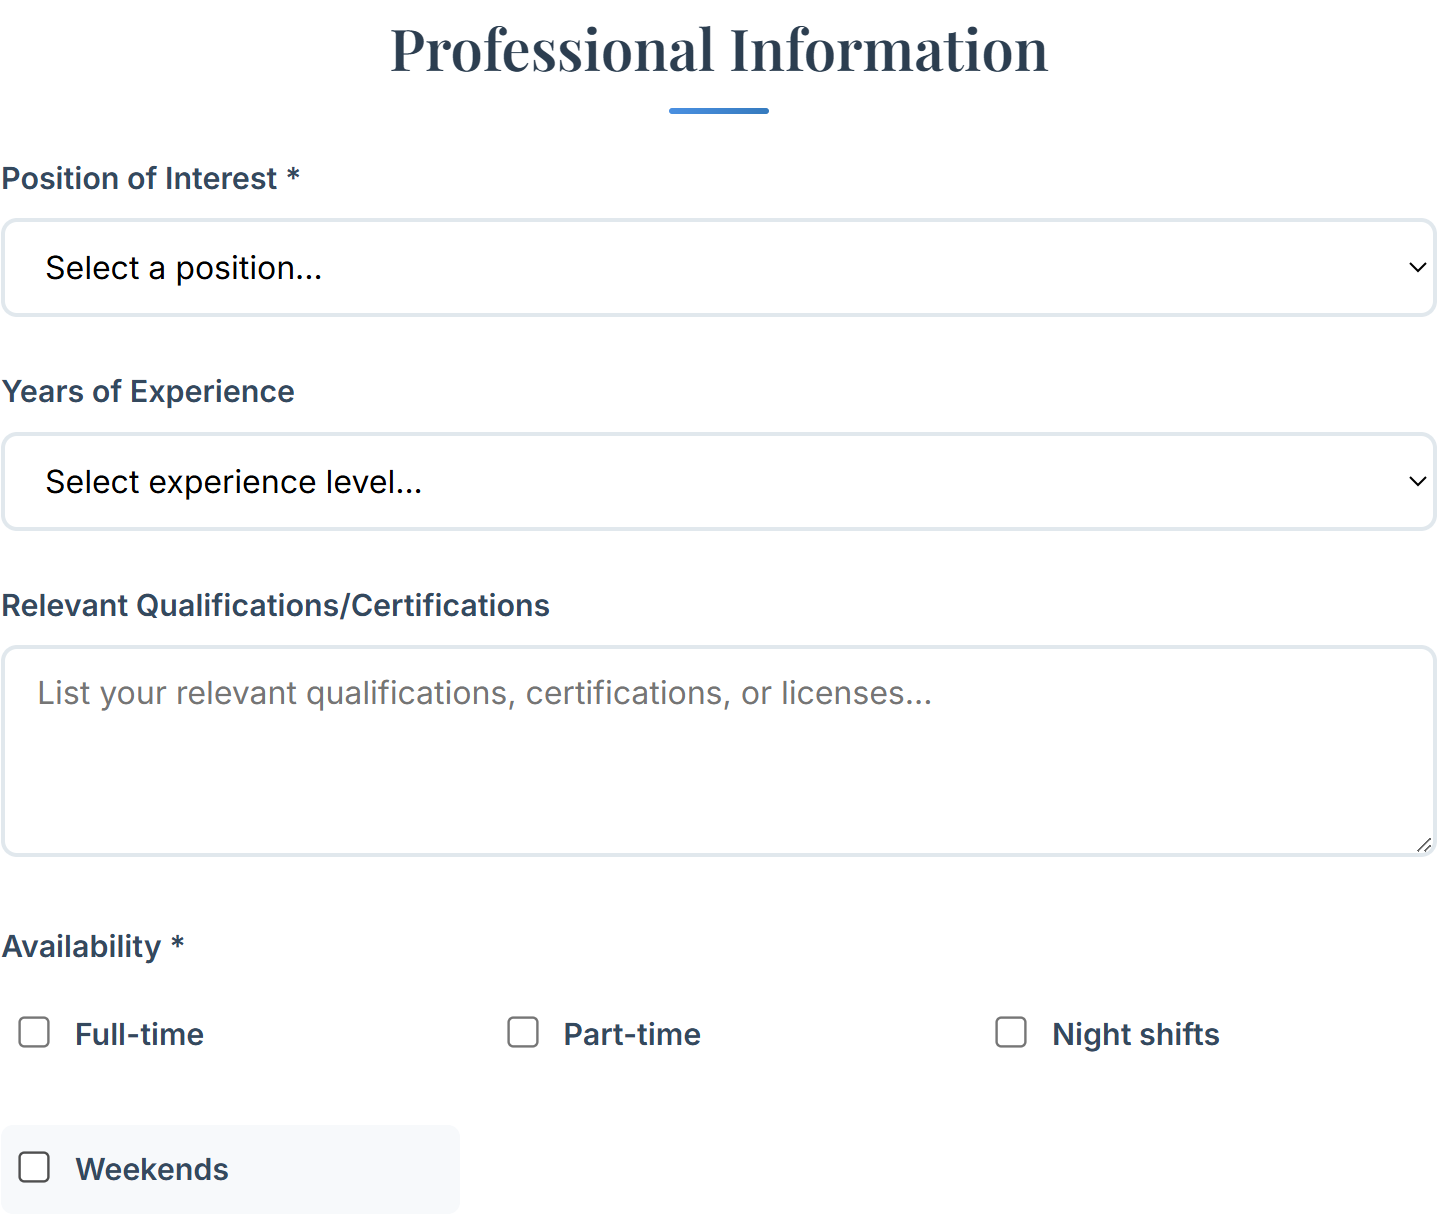 Professional Information
Position of Interest *
Select a position...
Years of Experience
Select experience level...
Relevant Qualifications/Certifications
List your relevant qualifications, certifications, or licenses...
Availability *
Full-time
Part-time
Night shifts
Weekends